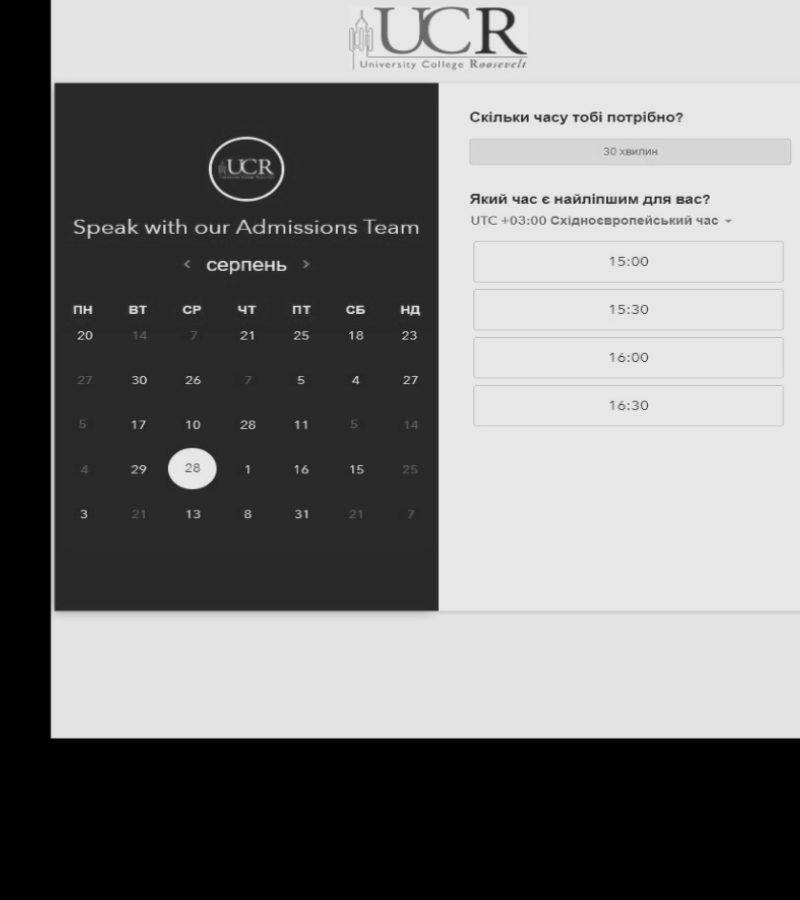 UCR
University College Roosevelt
UCR
Speak with our Admissions Team
< серпень >
ПН ВТ СР ЧТ ПТ СБ НД
20 14 7 21 25 18 23
27 30 26 7 5 4 27
5 17 10 28 11 5 14
4 29 28 1 16 15 25
3 21 13 8 31 21 7
Скільки часу тобі потрібно?
30 хвилин
Який час є найліпшим для вас?
UTC +03:00 Східноєвропейський час
15:00
15:30
16:00
16:30